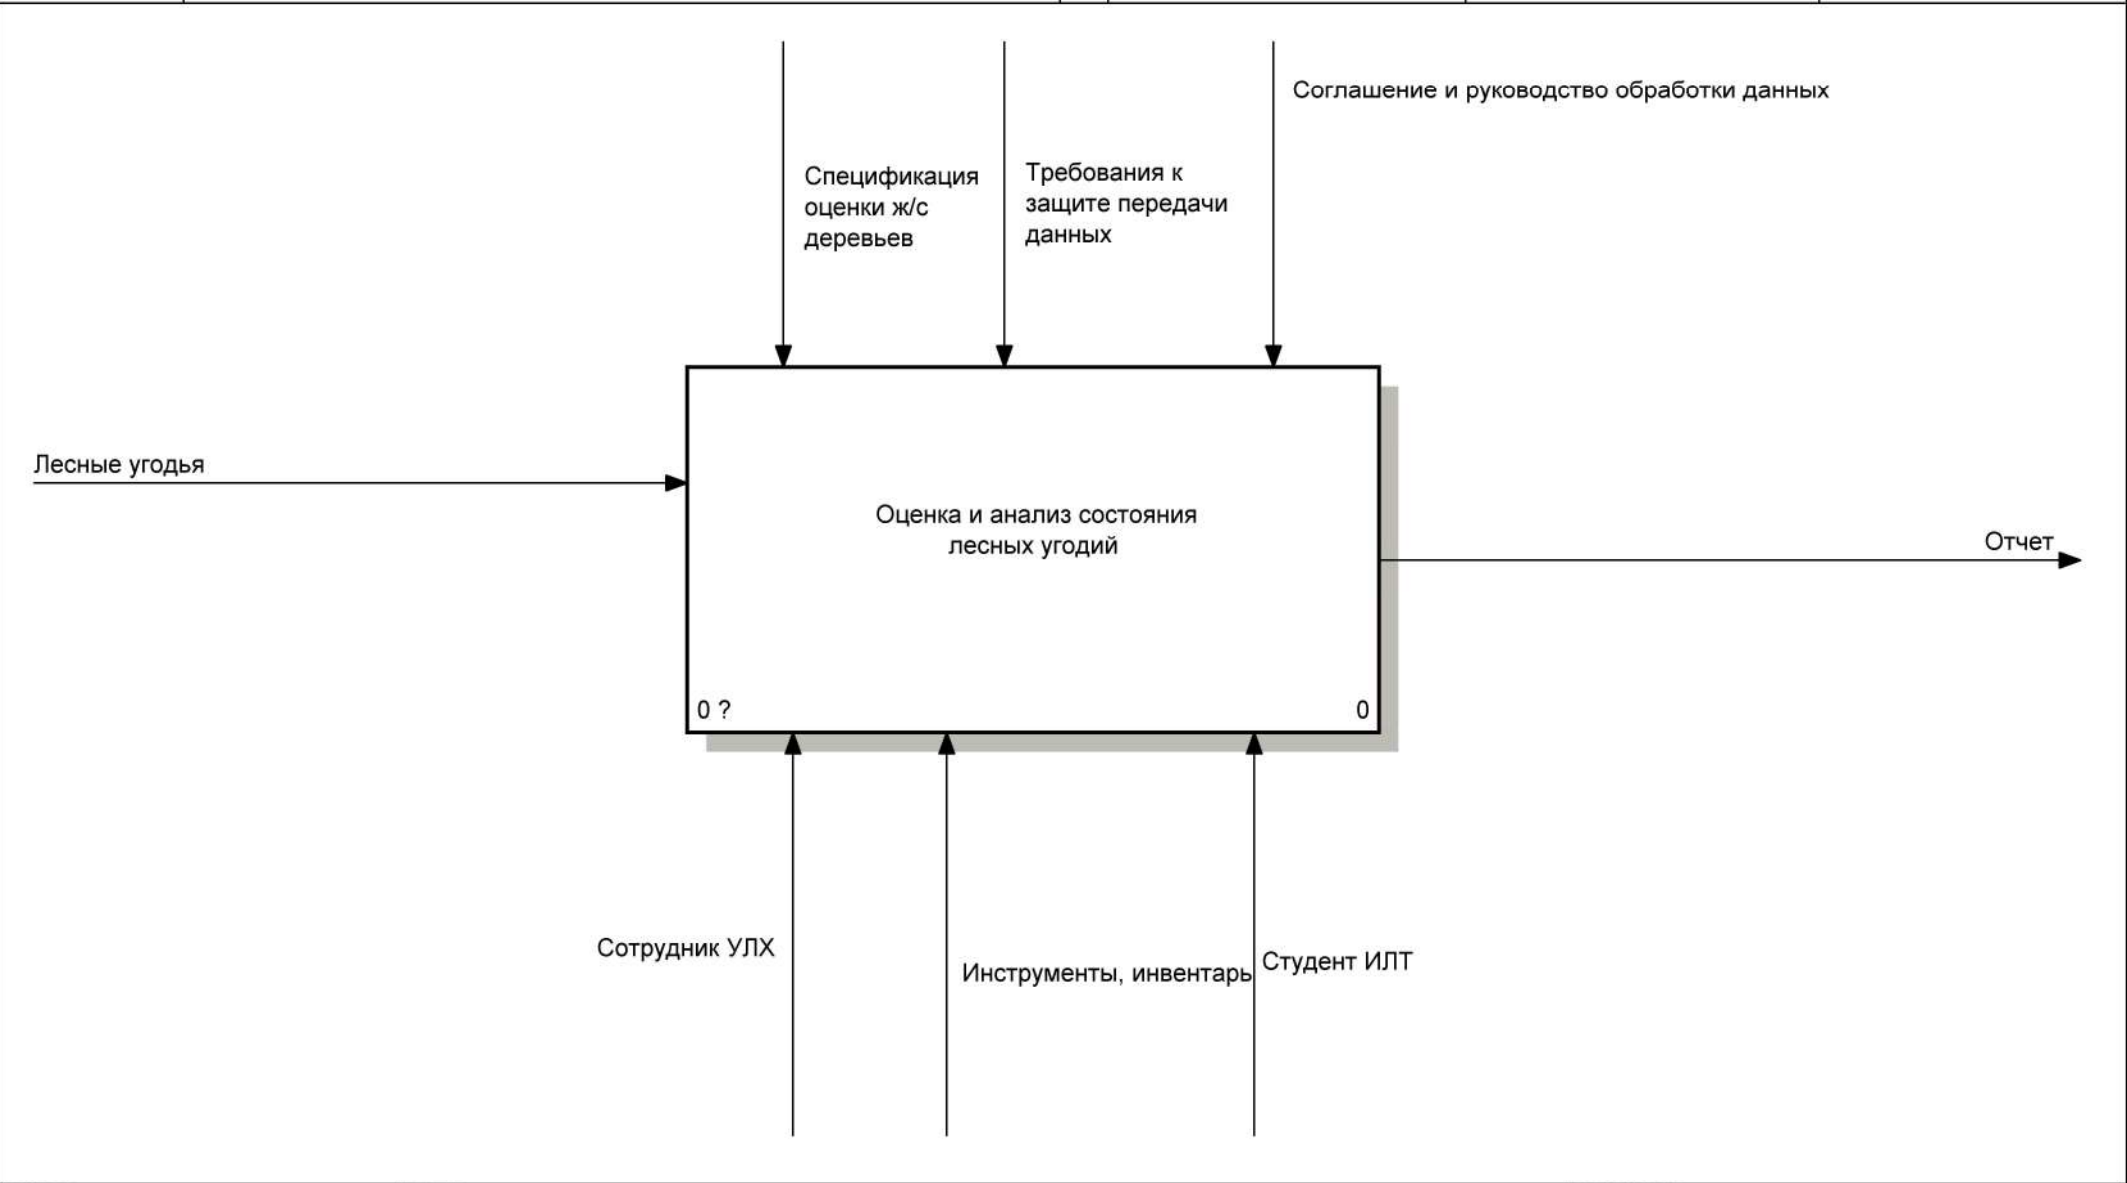 Соглашение и руководство обработки данных
Спецификация
оценки ж/с
деревьев
Требования к
защите передачи
данных
Лесные угодья
Оценка и анализ состояния
лесных угодий
Отчет
0 ?
0
Сотрудник УЛХ
Инструменты, инвентарь
Студент ИЛТ